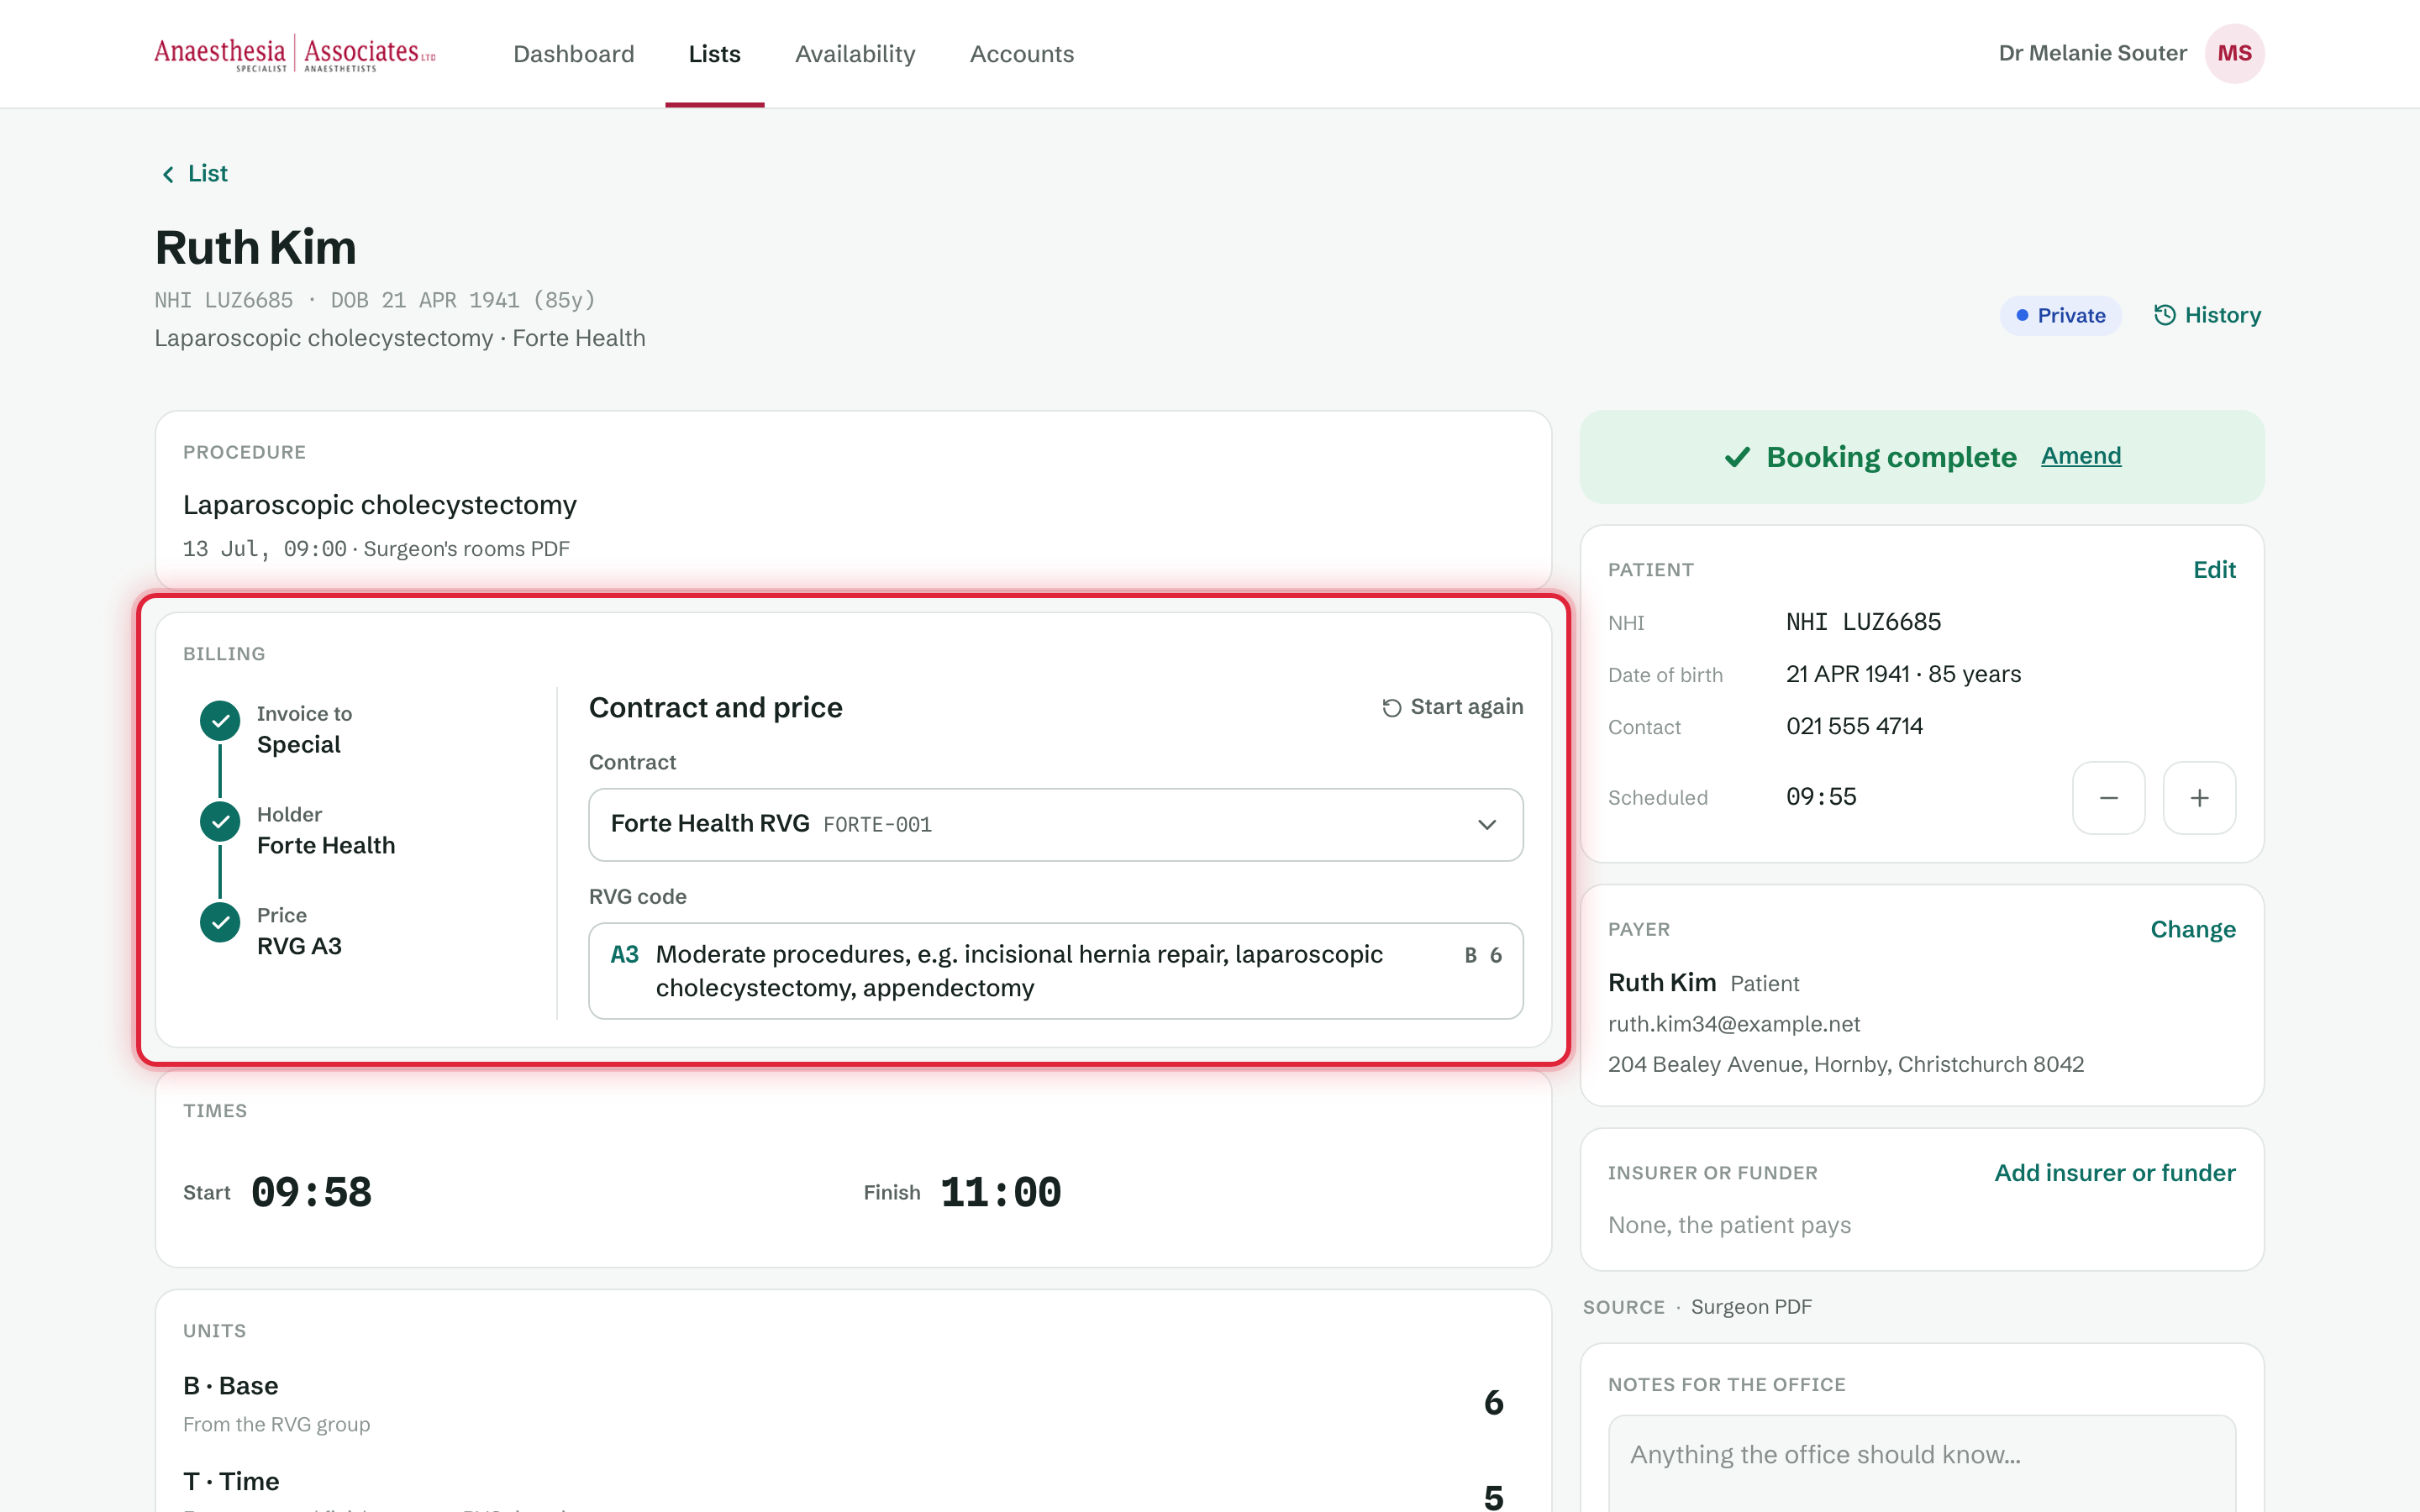 Anaesthesia Associates LTD
SPECIALIST ANAESTHETISTS
Dashboard
Lists
Availability
Accounts
Dr Melanie Souter
MS
List
Ruth Kim
NHI LUZ6685 · DOB 21 APR 1941 (85y)
Laparoscopic cholecystectomy · Forte Health
Private
History
PROCEDURE
Laparoscopic cholecystectomy
13 Jul, 09:00 · Surgeon's rooms PDF
BILLING
Invoice to
Special
Holder
Forte Health
Price
RVG A3
Contract and price
Start again
Contract
Forte Health RVG FORTE-001
RVG code
A3 Moderate procedures, e.g. incisional hernia repair, laparoscopic B 6
cholecystectomy, appendectomy
TIMES
Start 09:58
Finish 11:00
UNITS
B · Base
6
From the RVG group
T · Time
5
Booking complete Amend
PATIENT
Edit
NHI
NHI LUZ6685
Date of birth
21 APR 1941 · 85 years
Contact
021 555 4714
Scheduled
09:55
PAYER
Change
Ruth Kim Patient
ruth.kim34@example.net
204 Bealey Avenue, Hornby, Christchurch 8042
INSURER OR FUNDER
Add insurer or funder
None, the patient pays
SOURCE · Surgeon PDF
NOTES FOR THE OFFICE
Anything the office should know...